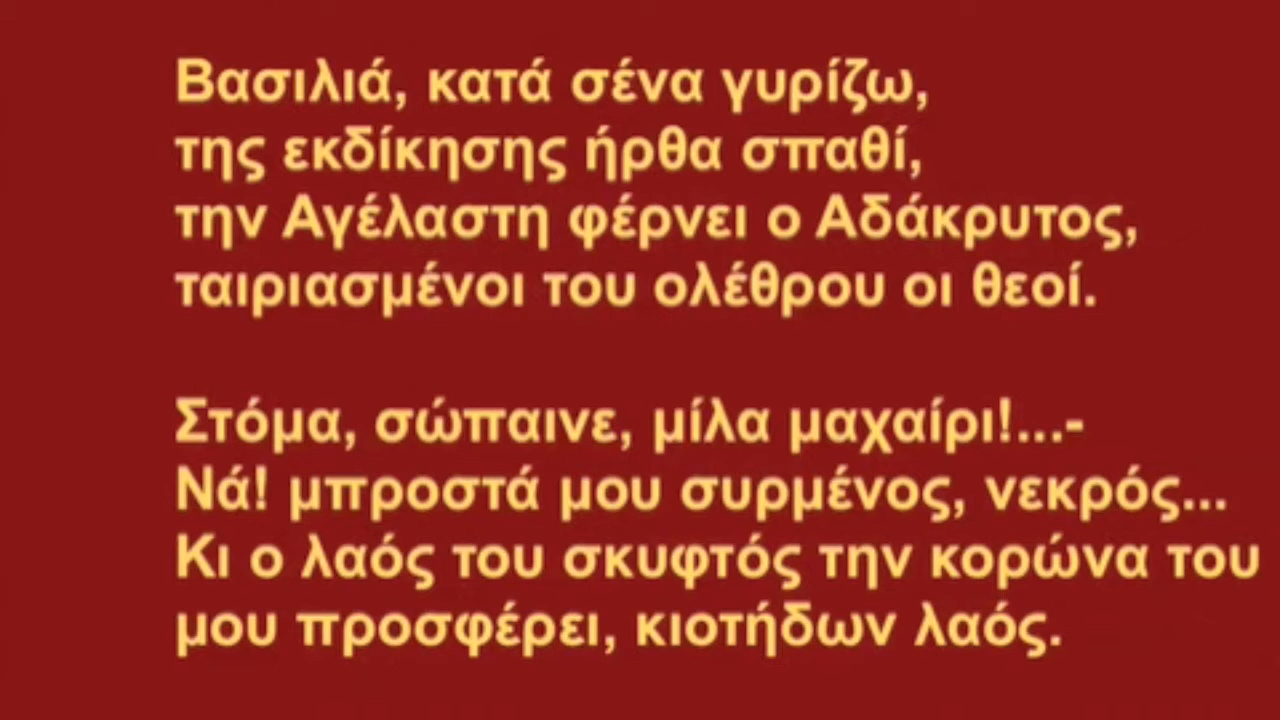 Βασιλιά, κατά σένα γυρίζω,
της εκδίκησης ήρθα σπαθί,
την Αγέλαστη φέρνει ο Αδάκρυτος,
ταιριασμένοι του ολέθρου οι θεοί.
Στόμα, σώπαινε, μίλα μαχαίρι!...-
Νά! μπροστά μου συρμένος, νεκρός...
Κι ο λαός του σκυφτός την κορώνα του
μου προσφέρει, κιοτήδων λαός.